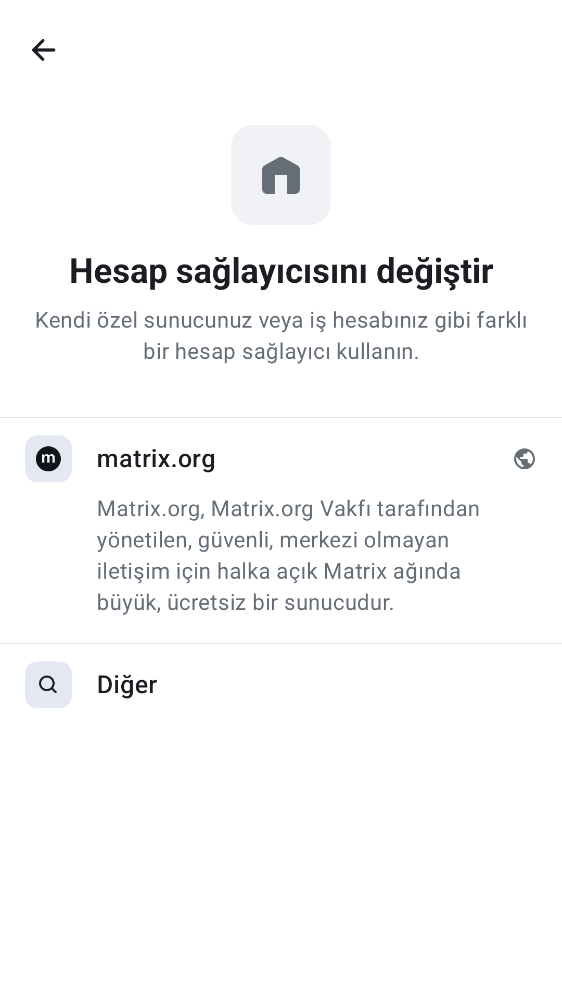 Hesap sağlayıcısını değiştir
Kendi özel sunucunuz veya iş hesabınız gibi farklı
bir hesap sağlayıcı kullanın.
m
matrix.org
Matrix.org, Matrix.org Vakfı tarafından
yönetilen, güvenli, merkezi olmayan
iletişim için halka açık Matrix ağında
büyük, ücretsiz bir sunucudur.
Diğer